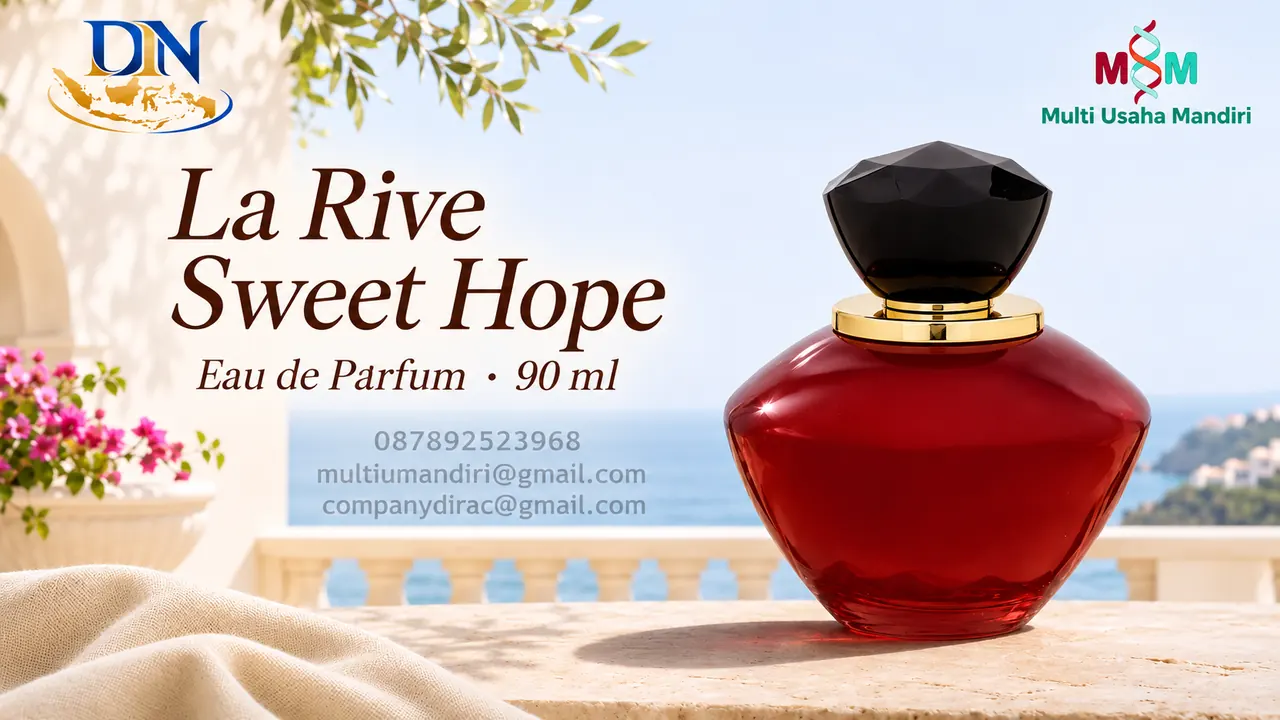 DIN
M M
Multi Usaha Mandiri
La Rive
Sweet Hope
Eau de Parfum · 90 ml
087892523968
multiumandiri@gmail.com
companydirac@gmail.com